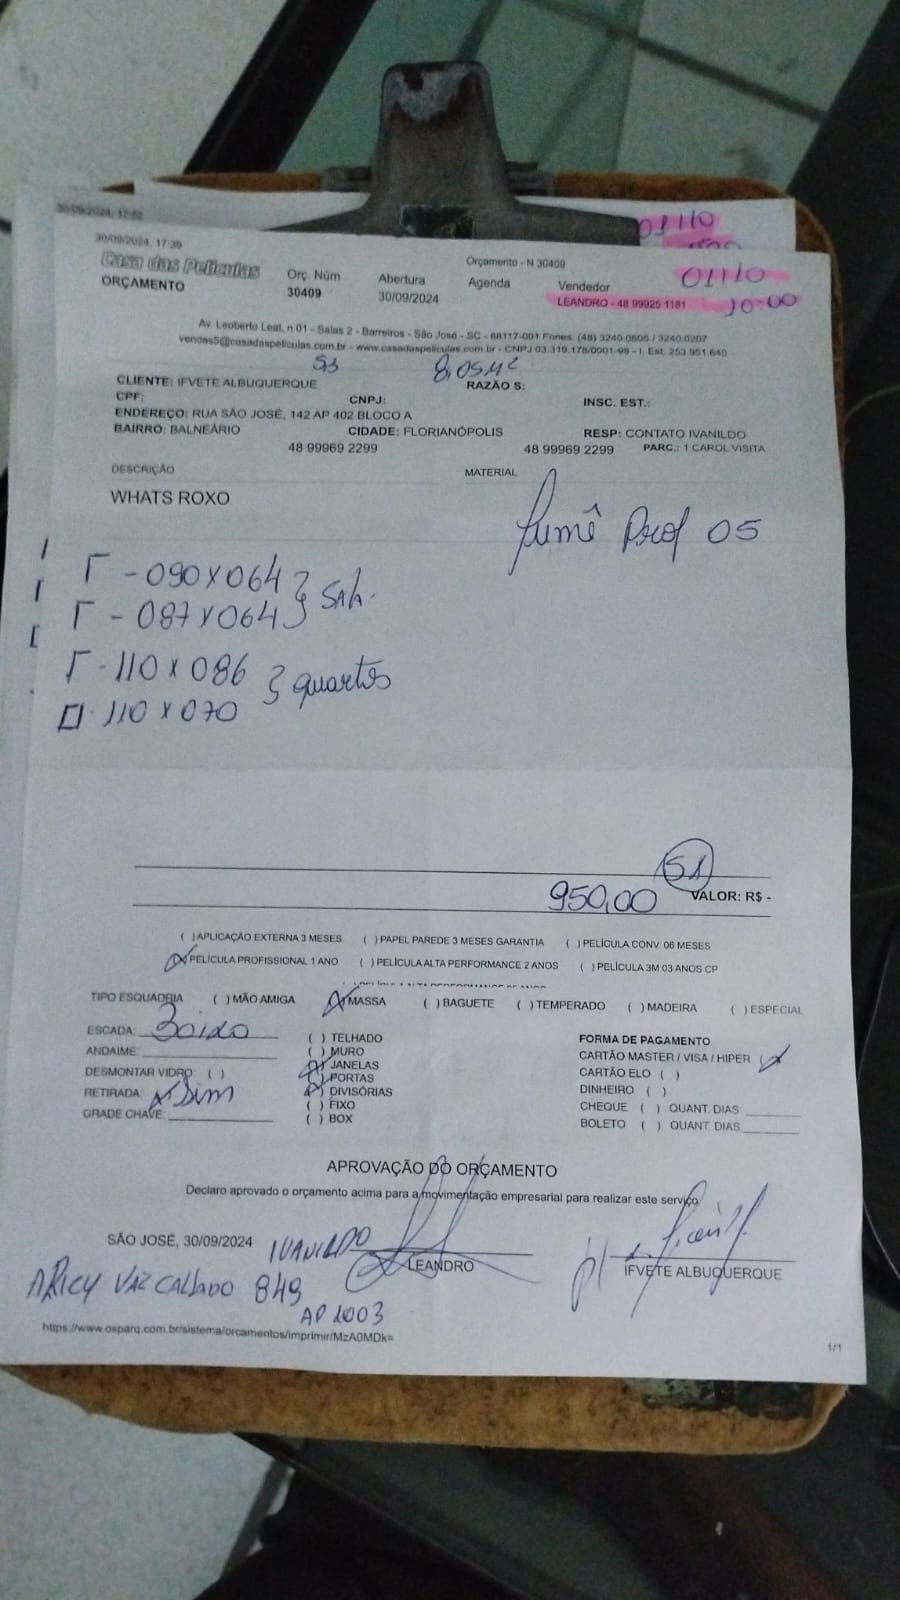 30/09/2024, 17:52
01110
30/09/2024, 17:39
Orçamento - N 30409
Casa das Películas
ORÇAMENTO
Orç. Núm
30409
Abertura
30/09/2024
Agenda
Vendedor
LEANDRO - 48 99925 1181
01110
10:00
Av. Leoberto Leal, n 01 - Salas 2 - Barreiros - São José - SC - 88117-001 Fones: (48) 3240.0605 / 3240.0207
vendas5@casadaspeliculas.com.br - www.casadaspeliculas.com.br - CNPJ 03.319.178/0001-96 - I. Est. 253.951.640
53 8,05M²
CLIENTE: IFVETE ALBUQUERQUE RAZÃO S:
CPF: CNPJ: INSC. EST.:
ENDEREÇO: RUA SÃO JOSÉ, 142 AP 402 BLOCO A
BAIRRO: BALNEÁRIO CIDADE: FLORIANÓPOLIS RESP: CONTATO IVANILDO
48 99969 2299 48 99969 2299 PARC.: 1 CAROL VISITA
DESCRIÇÃO MATERIAL
WHATS ROXO
fumê Prof 05
- 090 X 064
- 087 X 064 } SALA.
- 110 X 086
110 X 070 } quartos
51
950,00 VALOR: R$ -
( ) APLICAÇÃO EXTERNA 3 MESES ( ) PAPEL PAREDE 3 MESES GARANTIA ( ) PELÍCULA CONV. 06 MESES
(X) PELÍCULA PROFISSIONAL 1 ANO ( ) PELÍCULA ALTA PERFORMANCE 2 ANOS ( ) PELÍCULA 3M 03 ANOS CP
TIPO ESQUADRIA ( ) MÃO AMIGA (X) MASSA ( ) BAGUETE ( ) TEMPERADO ( ) MADEIRA ( ) ESPECIAL
ESCADA:
ANDAIME:
DESMONTAR VIDRO: ( )
RETIRADA: X Sim
GRADE CHAVE:
( ) TELHADO
( ) MURO
(X) JANELAS
(X) PORTAS
(X) DIVISÓRIAS
( ) FIXO
( ) BOX
FORMA DE PAGAMENTO
CARTÃO MASTER / VISA / HIPER (X)
CARTÃO ELO ( )
DINHEIRO ( )
CHEQUE ( ) QUANT. DIAS:
BOLETO ( ) QUANT. DIAS
APROVAÇÃO DO ORÇAMENTO
Declaro aprovado o orçamento acima para a movimentação empresarial para realizar este serviço
SÃO JOSÉ, 30/09/2024 IVANILDO
LEANDRO
IFVETE ALBUQUERQUE
ARICY VAZ CALLADO 849
AP 1003
https://www.osparq.com.br/sistema/orcamentos/imprimir/MzA0MDk=
1/1